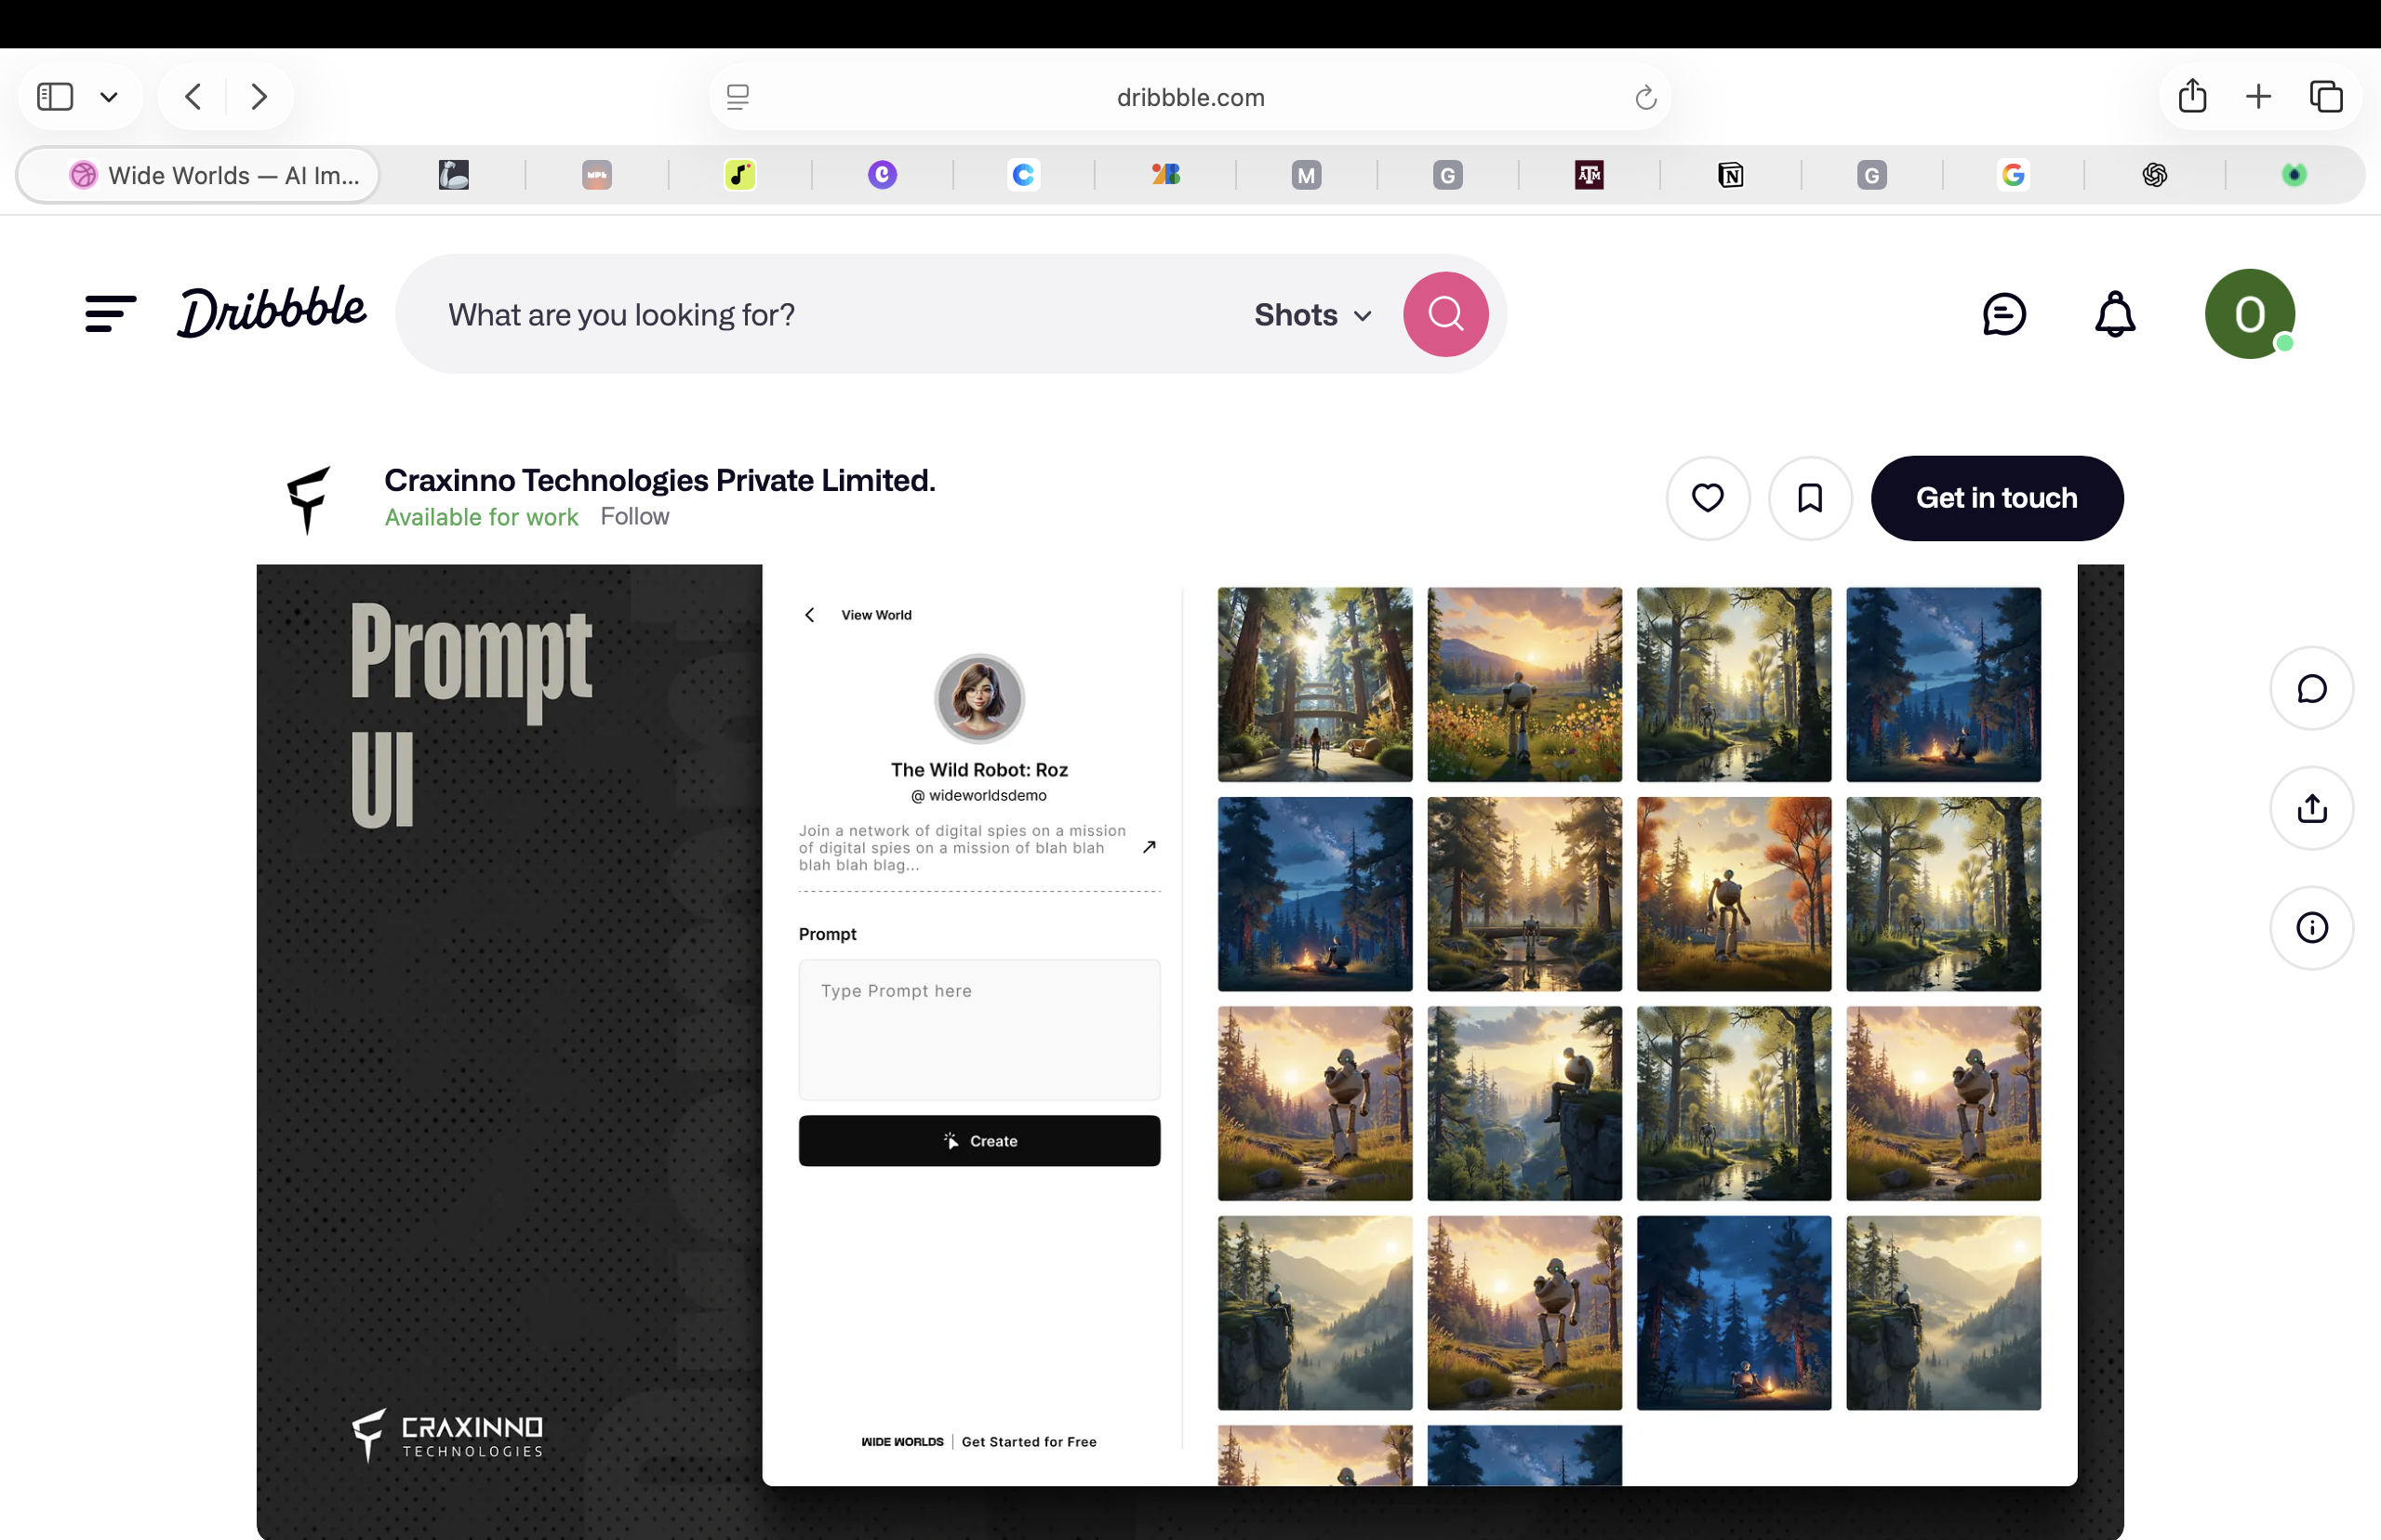 dribbble.com
Wide Worlds — AI Im...
MPh
M
G
ATM
N
G
Dribbble
What are you looking for?
Shots
O
Craxinno Technologies Private Limited.
Available for work Follow
Get in touch
Prompt
UI
View World
The Wild Robot: Roz
@ wideworldsdemo
Join a network of digital spies on a mission
of digital spies on a mission of blah blah
blah blah blag...
Prompt
Type Prompt here
Create
WIDE WORLDS | Get Started for Free
CRAXINNO
TECHNOLOGIES